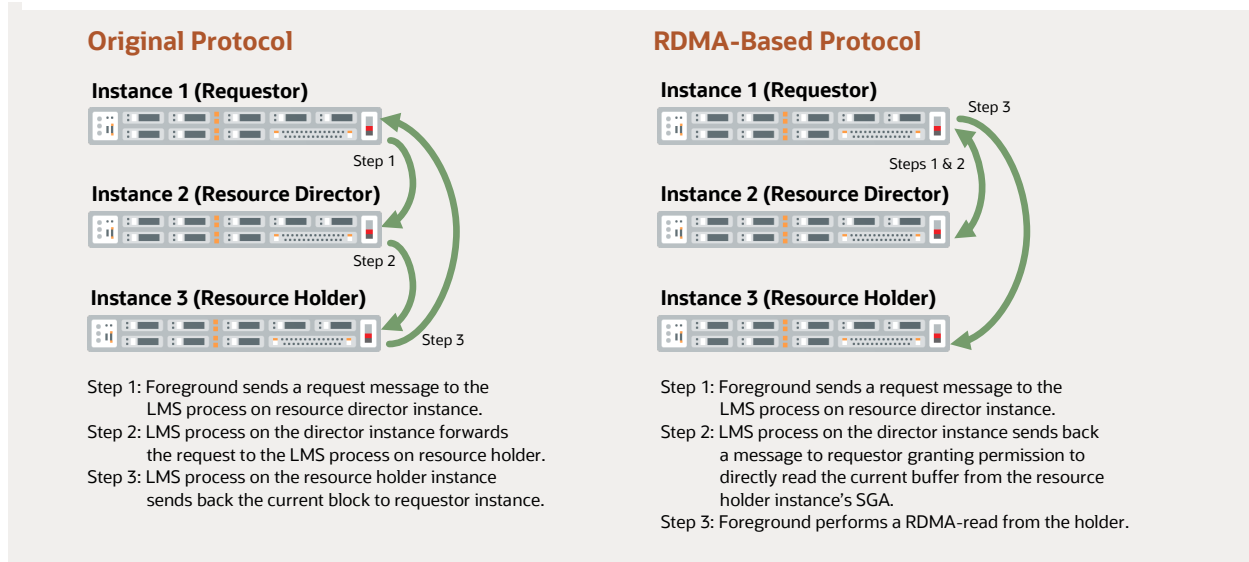 Original Protocol
Instance 1 (Requestor)
Step 1
Instance 2 (Resource Director)
Step 2
Instance 3 (Resource Holder)
Step 3
Step 1: Foreground sends a request message to the
LMS process on resource director instance.
Step 2: LMS process on the director instance forwards
the request to the LMS process on resource holder.
Step 3: LMS process on the resource holder instance
sends back the current block to requestor instance.
RDMA-Based Protocol
Instance 1 (Requestor)
Step 3
Steps 1 & 2
Instance 2 (Resource Director)
Instance 3 (Resource Holder)
Step 1: Foreground sends a request message to the
LMS process on resource director instance.
Step 2: LMS process on the director instance sends back
a message to requestor granting permission to
directly read the current buffer from the resource
holder instance’s SGA.
Step 3: Foreground performs a RDMA-read from the holder.